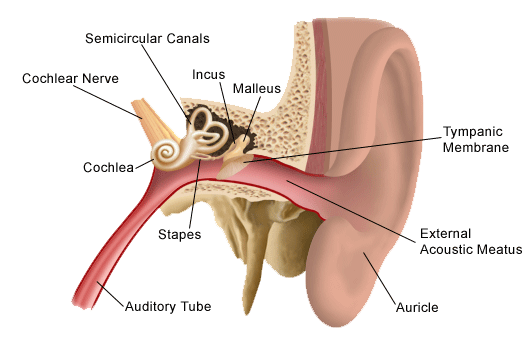 Semicircular Canals
Cochlear Nerve
Incus
Malleus
Tympanic
Membrane
Cochlea
Stapes
External
Acoustic Meatus
Auditory Tube
Auricle